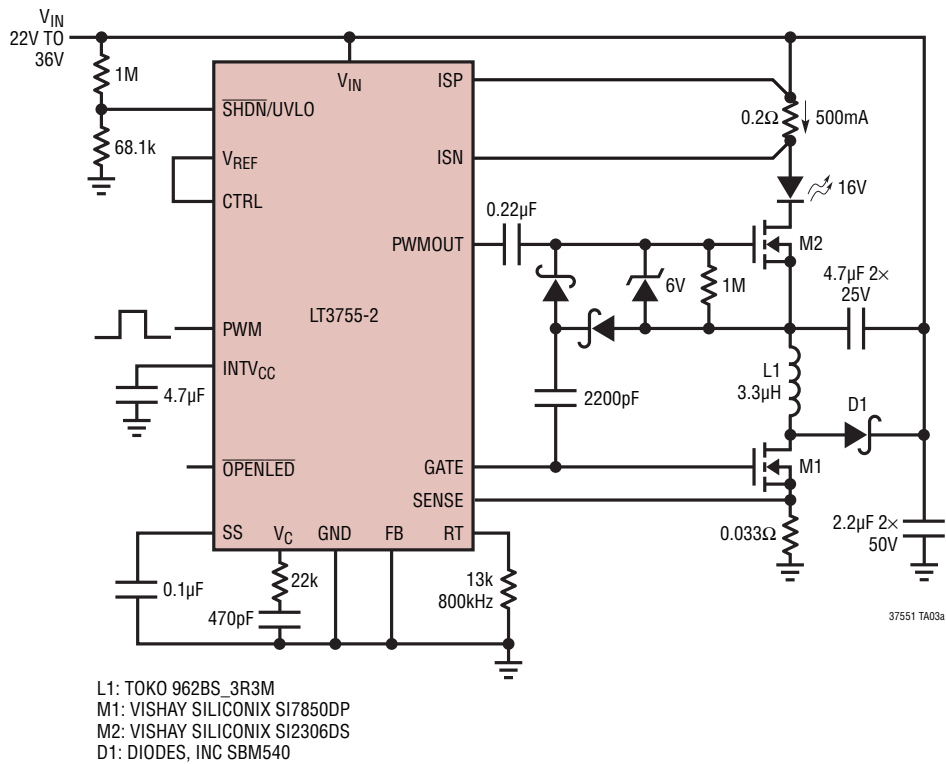 VIN
22V TO
36V
1M
68.1k
SHDN/UVLO
VREF
CTRL
PWM
INTVCC
4.7µF
OPENLED
SS
VC
GND
FB
RT
VIN
ISP
ISN
PWMOUT
LT3755-2
GATE
SENSE
0.1µF
22k
470pF
13k
800kHz
0.2Ω
500mA
16V
0.22µF
M2
6V
1M
4.7µF 2×
25V
2200pF
L1
3.3µH
D1
M1
0.033Ω
2.2µF 2×
50V
37551 TA03a
L1: TOKO 962BS_3R3M
M1: VISHAY SILICONIX SI7850DP
M2: VISHAY SILICONIX SI2306DS
D1: DIODES, INC SBM540